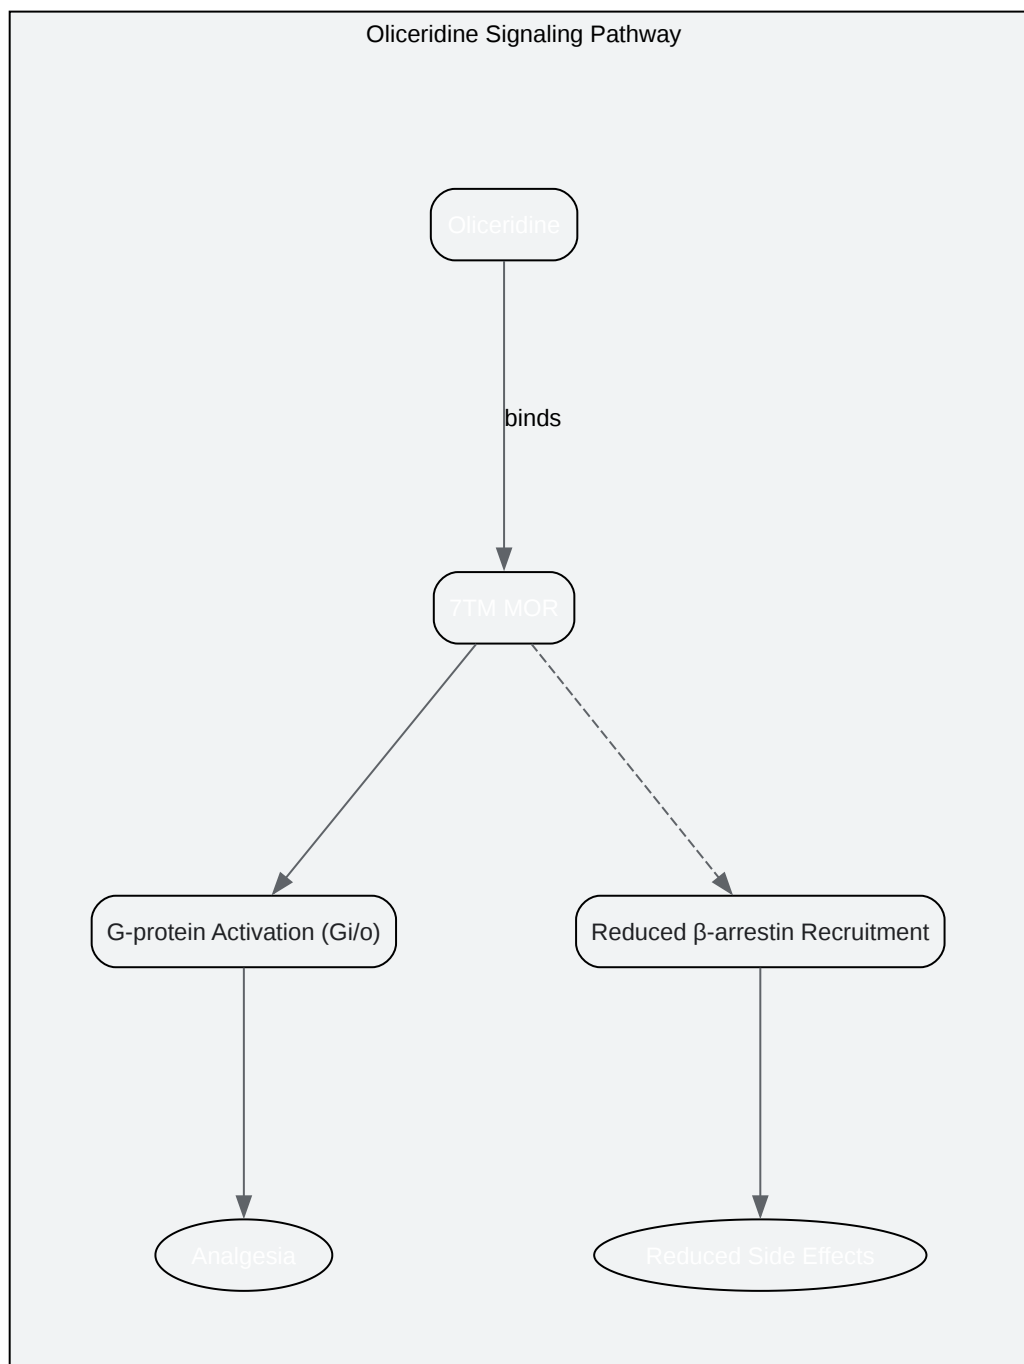 Oliceridine Signaling Pathway
Oliceridine
binds
7TM MOR
G-protein Activation (Gi/o)
Reduced β-arrestin Recruitment
Analgesia
Reduced Side Effects